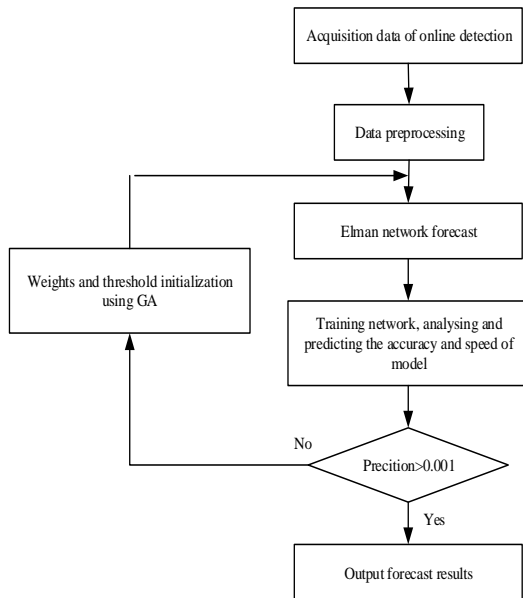 Acquisition data of online detection
Data preprocessing
Elman network forecast
Weights and threshold initialization
using GA
Training network, analysing and
predicting the accuracy and speed of
model
No
Precition>0.001
Yes
Output forecast results